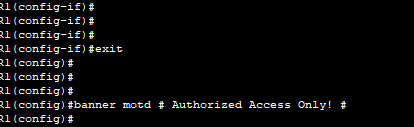 R1(config-if)#
R1(config-if)#
R1(config-if)#
R1(config-if)#exit
R1(config)#
R1(config)#
R1(config)#
R1(config)#banner motd # Authorized Access Only! #
R1(config)#